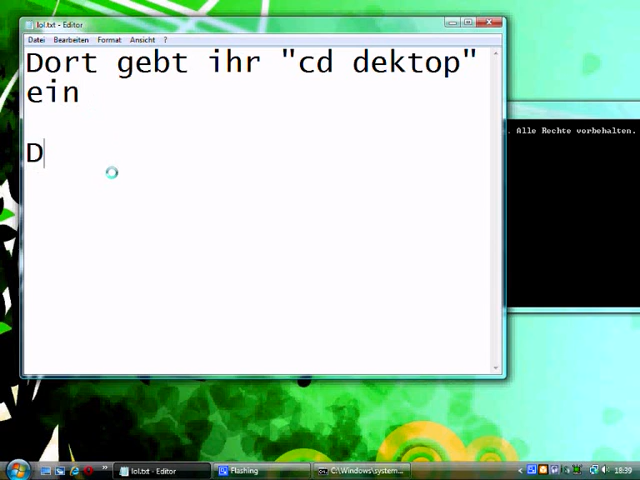 lol.txt - Editor
Datei Bearbeiten Format Ansicht ?
Dort gebt ihr "cd dektop"
ein
D
. Alle Rechte vorbehalten.
lol.txt - Editor
Flashing
C:\Windows\system...
18:39